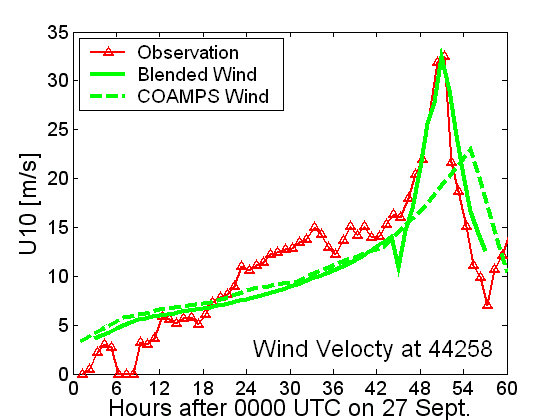 35
30
25
20
15
10
5
0
U10 [m/s]
Observation
Blended Wind
COAMPS Wind
Wind Velocty at 44258
0 6 12 18 24 30 36 42 48 54 60
Hours after 0000 UTC on 27 Sept.